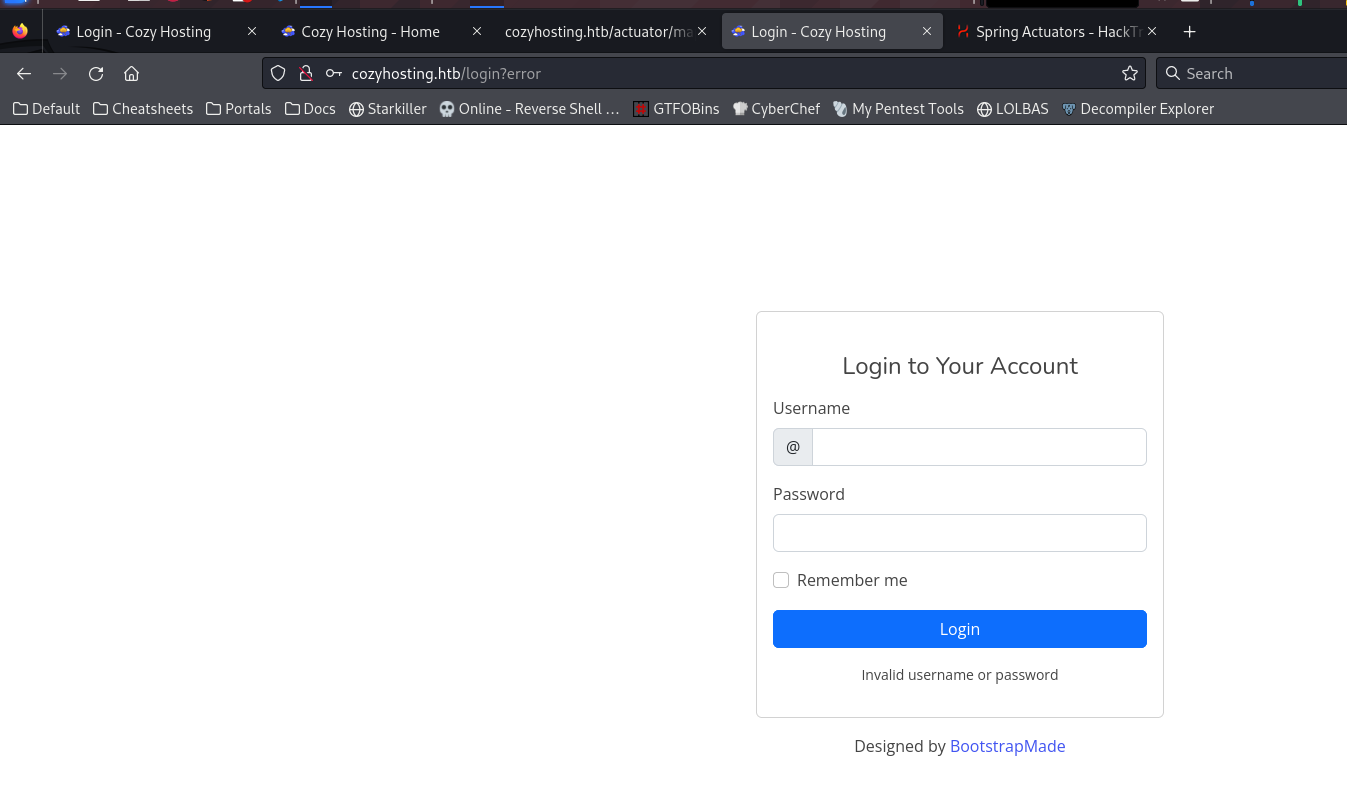 Login - Cozy Hosting
Cozy Hosting - Home
cozyhosting.htb/actuator/ma
Login - Cozy Hosting
Spring Actuators - HackTr
cozyhosting.htb/login?error
Search
Default Cheatsheets Portals Docs Starkiller Online - Reverse Shell ... GTFOBins CyberChef My Pentest Tools LOLBAS Decompiler Explorer
Login to Your Account
Username
@
Password
Remember me
Login
Invalid username or password
Designed by BootstrapMade